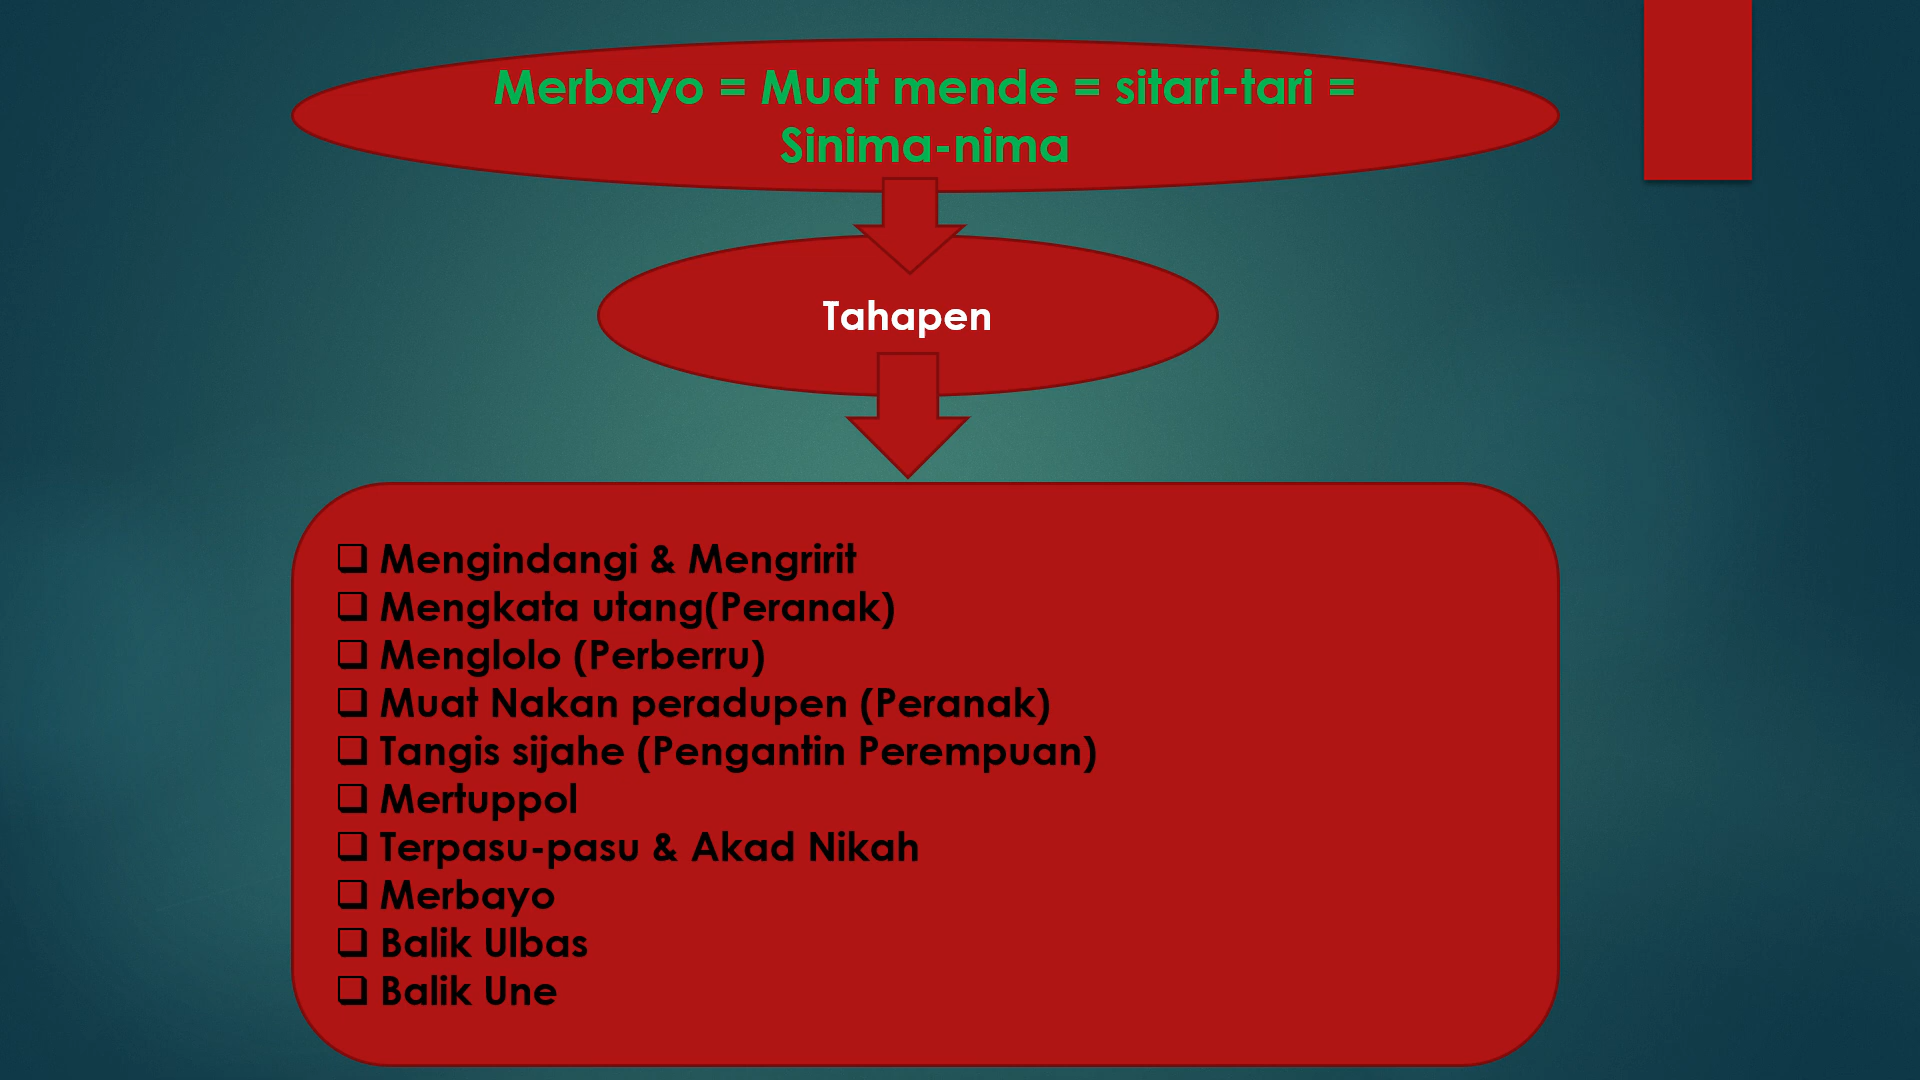 Merbayo = Muat mende = sitari-tari =
Sinima-nima
Tahapen
❑ Mengindangi & Mengririt
❑ Mengkata utang(Peranak)
❑ Menglolo (Perberru)
❑ Muat Nakan peradupen (Peranak)
❑ Tangis sijahe (Pengantin Perempuan)
❑ Mertuppol
❑ Terpasu-pasu & Akad Nikah
❑ Merbayo
❑ Balik Ulbas
❑ Balik Une